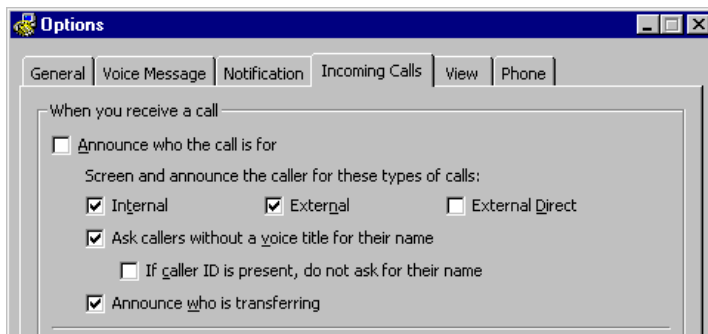 Options
General Voice Message Notification Incoming Calls View Phone
When you receive a call
Announce who the call is for
Screen and announce the caller for these types of calls:
Internal External External Direct
Ask callers without a voice title for their name
If caller ID is present, do not ask for their name
Announce who is transferring